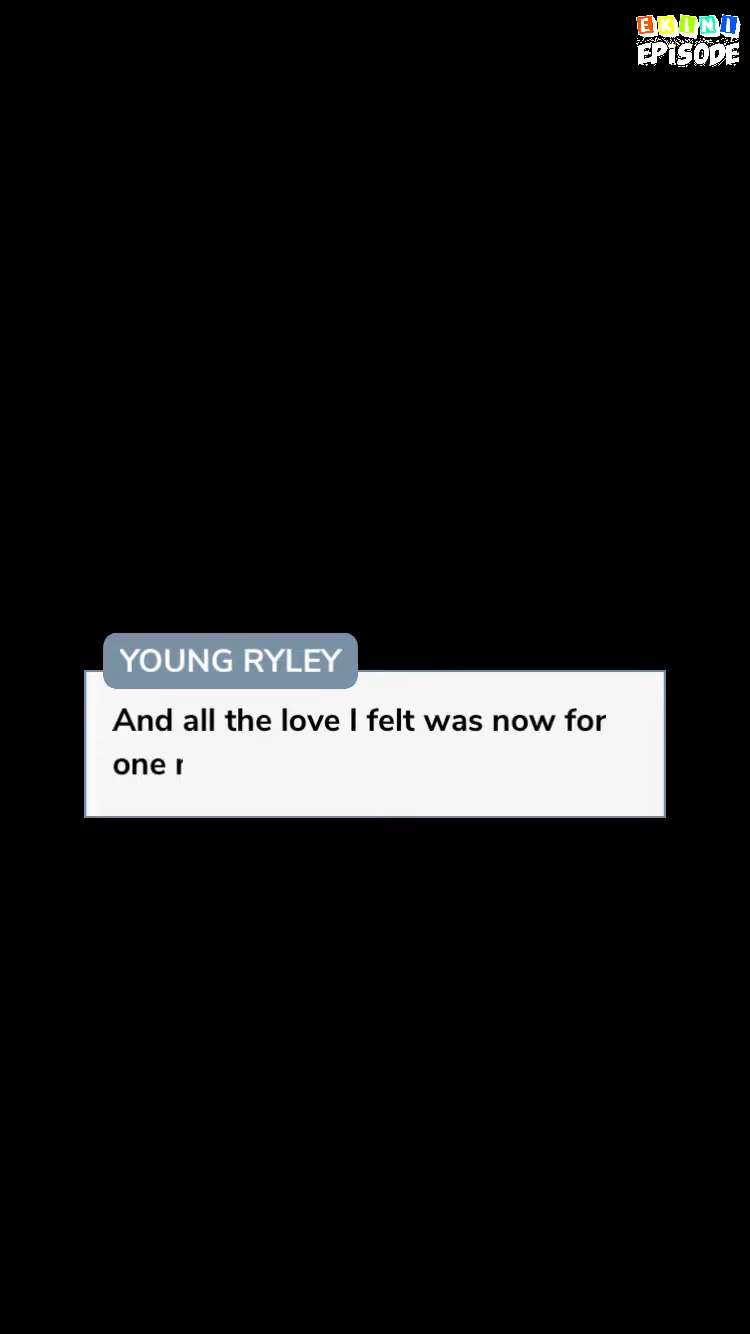 EKINI
EPISODE
YOUNG RYLEY
And all the love I felt was now for
one